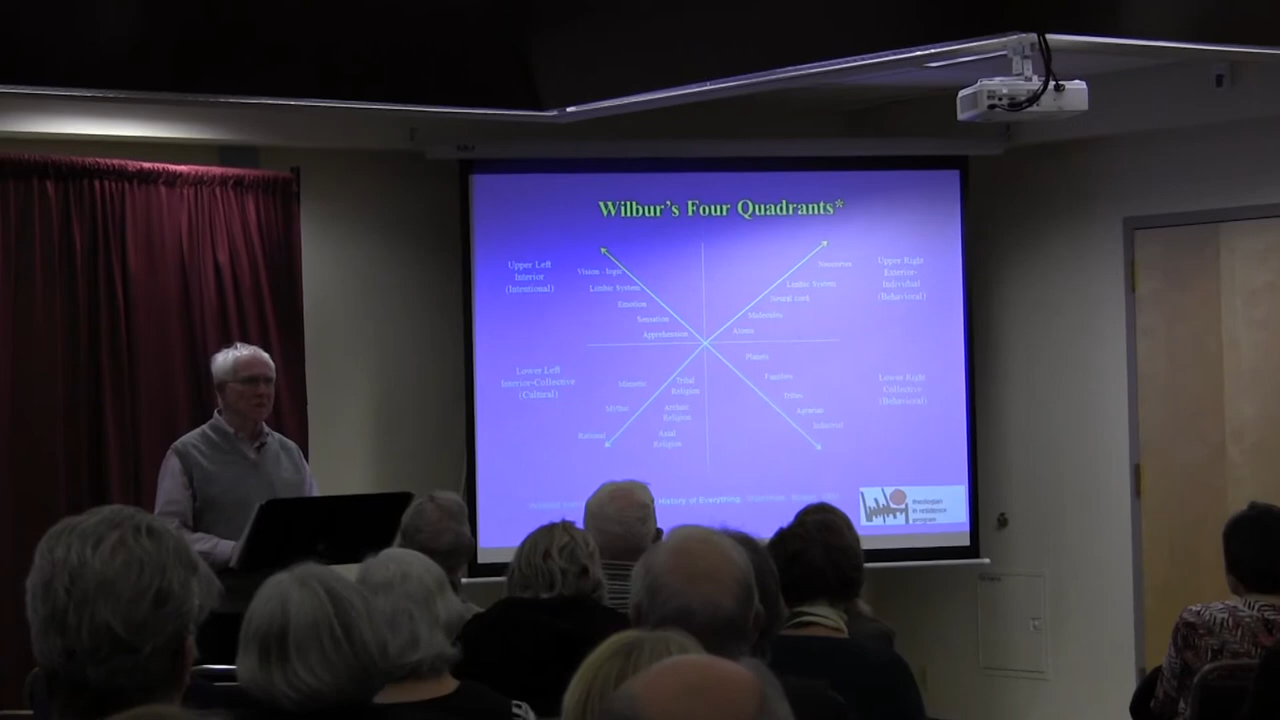 Wilbur's Four Quadrants*
Upper Left
Interior
(Intentional)
Vision - logic
Limbic System
Emotion
Sensation
Apprehension
Neocortex
Limbic System
Neural cord
Molecules
Atoms
Upper Right
Exterior-
Individual
(Behavioral)
Lower Left
Interior-Collective
(Cultural)
Mythic
Rational
Tribal
Religion
Archaic
Religion
Axial
Religion
Planets
Families
Tribes
Agrarian
Industrial
Lower Right
Collective
(Behavioral)
History of Everything,
theologian
in residence
program